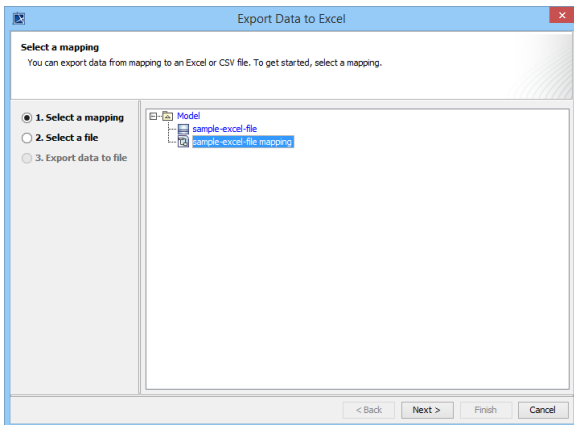 Export Data to Excel
Select a mapping
You can export data from mapping to an Excel or CSV file. To get started, select a mapping.
1. Select a mapping
2. Select a file
3. Export data to file
Model
sample-excel-file
sample-excel-file mapping
< Back Next > Finish Cancel